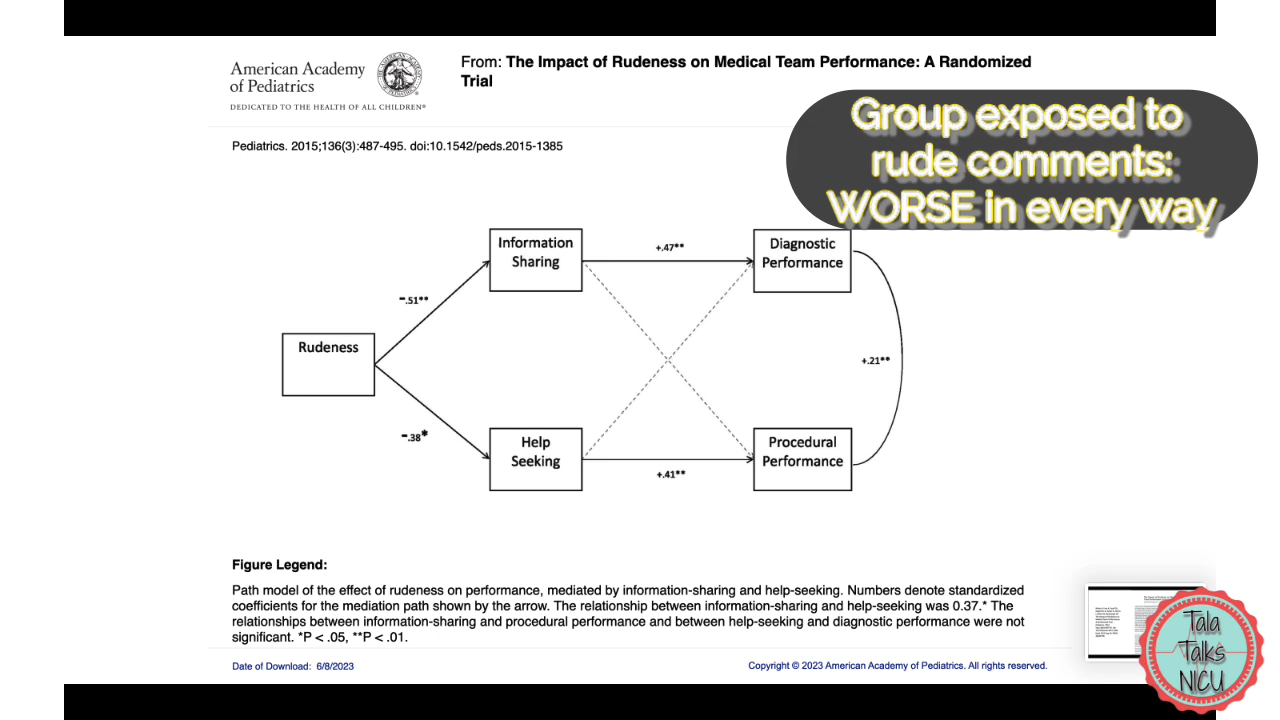 American Academy
of Pediatrics
DEDICATED TO THE HEALTH OF ALL CHILDREN®
From: The Impact of Rudeness on Medical Team Performance: A Randomized
Trial
Group exposed to
rude comments:
WORSE in every way
Pediatrics. 2015;136(3):487-495. doi:10.1542/peds.2015-1385
Information
Sharing
+.47**
Diagnostic
Performance
-.51**
Rudeness
+.21**
-.38*
Help
Seeking
+.41**
Procedural
Performance
Figure Legend:
Path model of the effect of rudeness on performance, mediated by information-sharing and help-seeking. Numbers denote standardized
coefficients for the mediation path shown by the arrow. The relationship between information-sharing and help-seeking was 0.37.* The
relationships between information-sharing and procedural performance and between help-seeking and diagnostic performance were not
significant. *P < .05, **P < .01.
Date of Download: 6/8/2023
Copyright © 2023 American Academy of Pediatrics. All rights reserved.
Tala
Talks
NICU